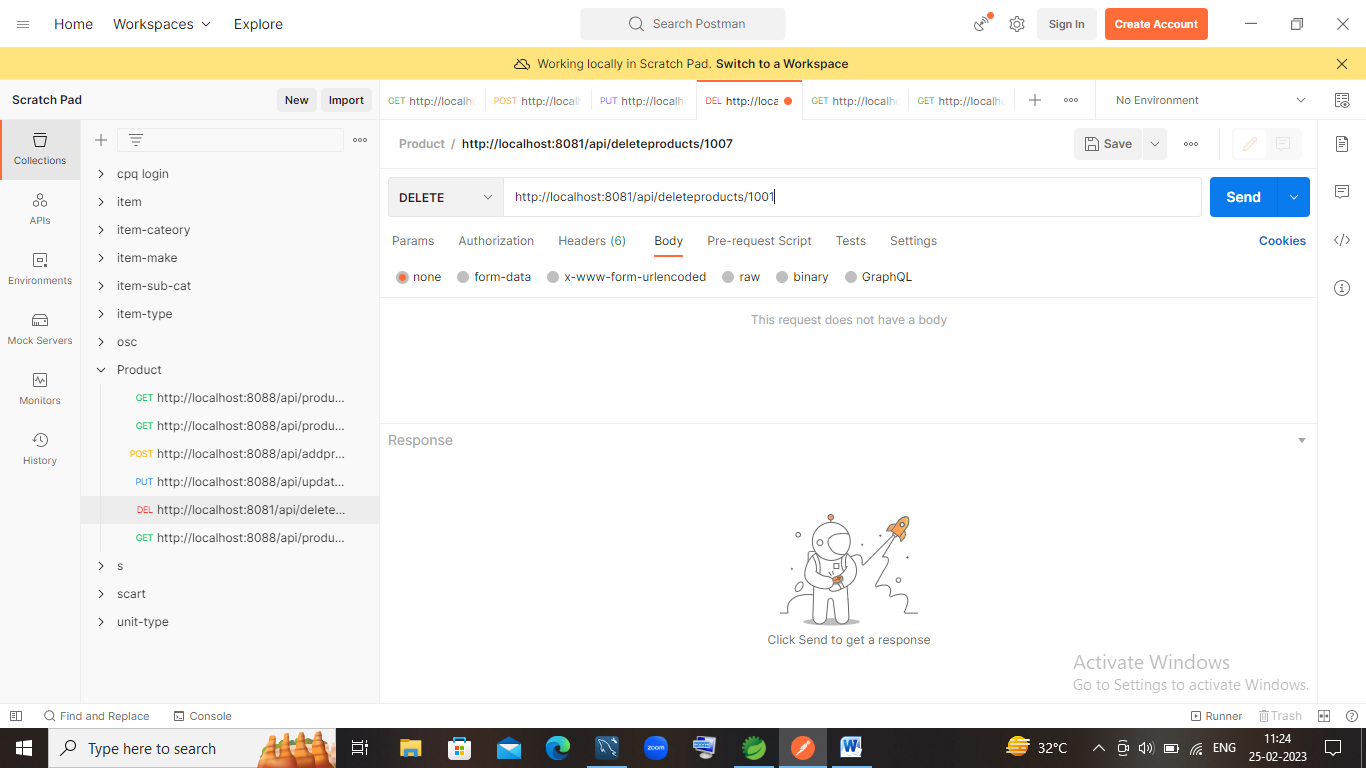 Home Workspaces Explore Search Postman Sign In Create Account
Working locally in Scratch Pad. Switch to a Workspace
Scratch Pad New Import
GET http://localh POST http://local PUT http://localh DEL http://loca GET http://localh GET http://localh No Environment
Collections
APIs
Environments
Mock Servers
Monitors
History
cpq login
item
item-cateory
item-make
item-sub-cat
item-type
osc
Product
GET http://localhost:8088/api/produ...
GET http://localhost:8088/api/produ...
POST http://localhost:8088/api/addpr...
PUT http://localhost:8088/api/updat...
DEL http://localhost:8081/api/delete...
GET http://localhost:8088/api/produ...
s
scart
unit-type
Product / http://localhost:8081/api/deleteproducts/1007 Save
DELETE http://localhost:8081/api/deleteproducts/1001 Send
Params Authorization Headers (6) Body Pre-request Script Tests Settings Cookies
none form-data x-www-form-urlencoded raw binary GraphQL
This request does not have a body
Response
Click Send to get a response
Activate Windows
Go to Settings to activate Windows.
Find and Replace Console Runner Trash
Type here to search zoom W 32°C ENG 11:24
25-02-2023